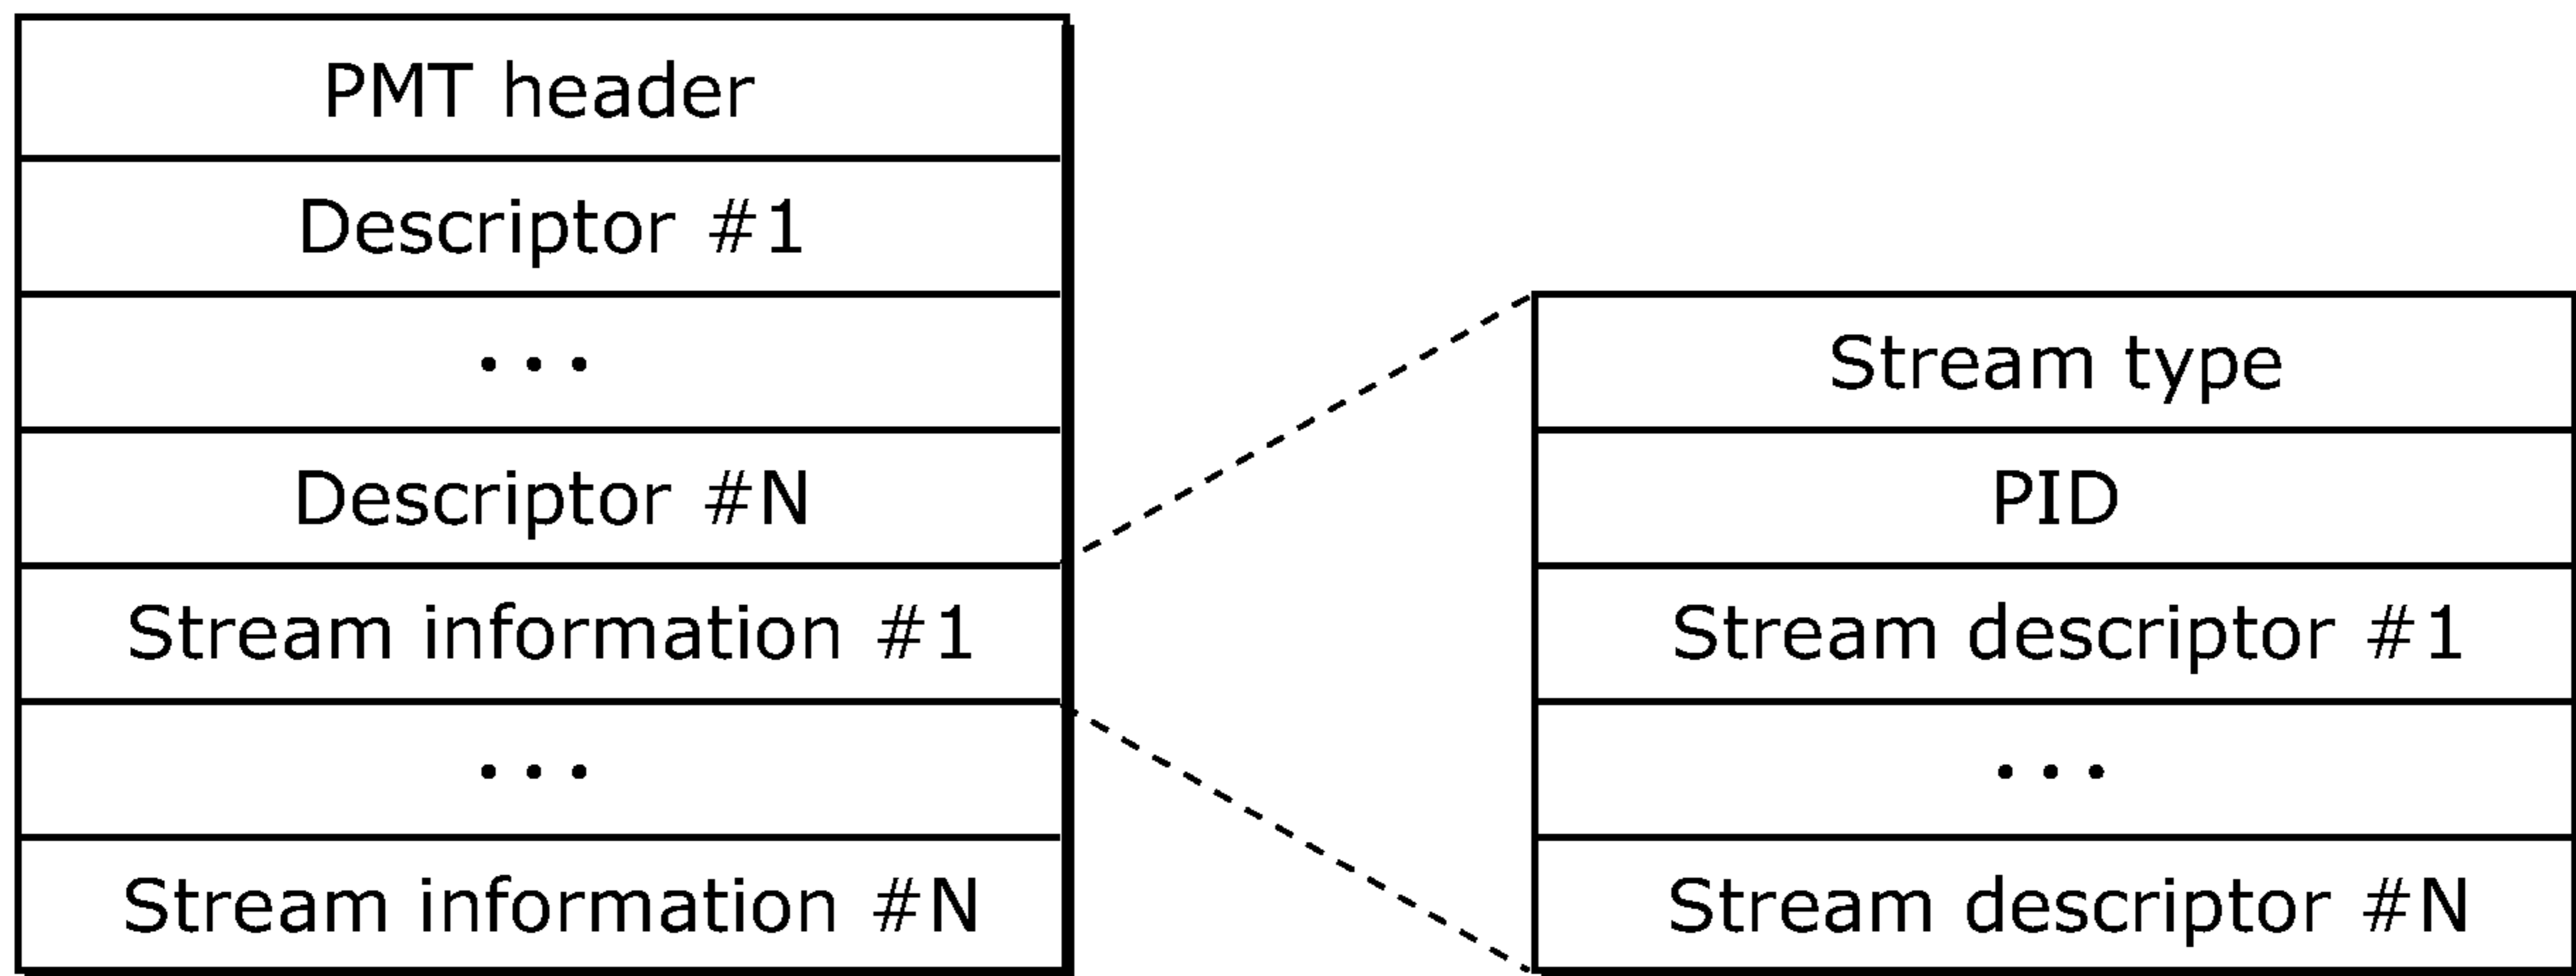 PMT header
Descriptor #1
...
Descriptor #N
Stream information #1
...
Stream information #N
Stream type
PID
Stream descriptor #1
...
Stream descriptor #N